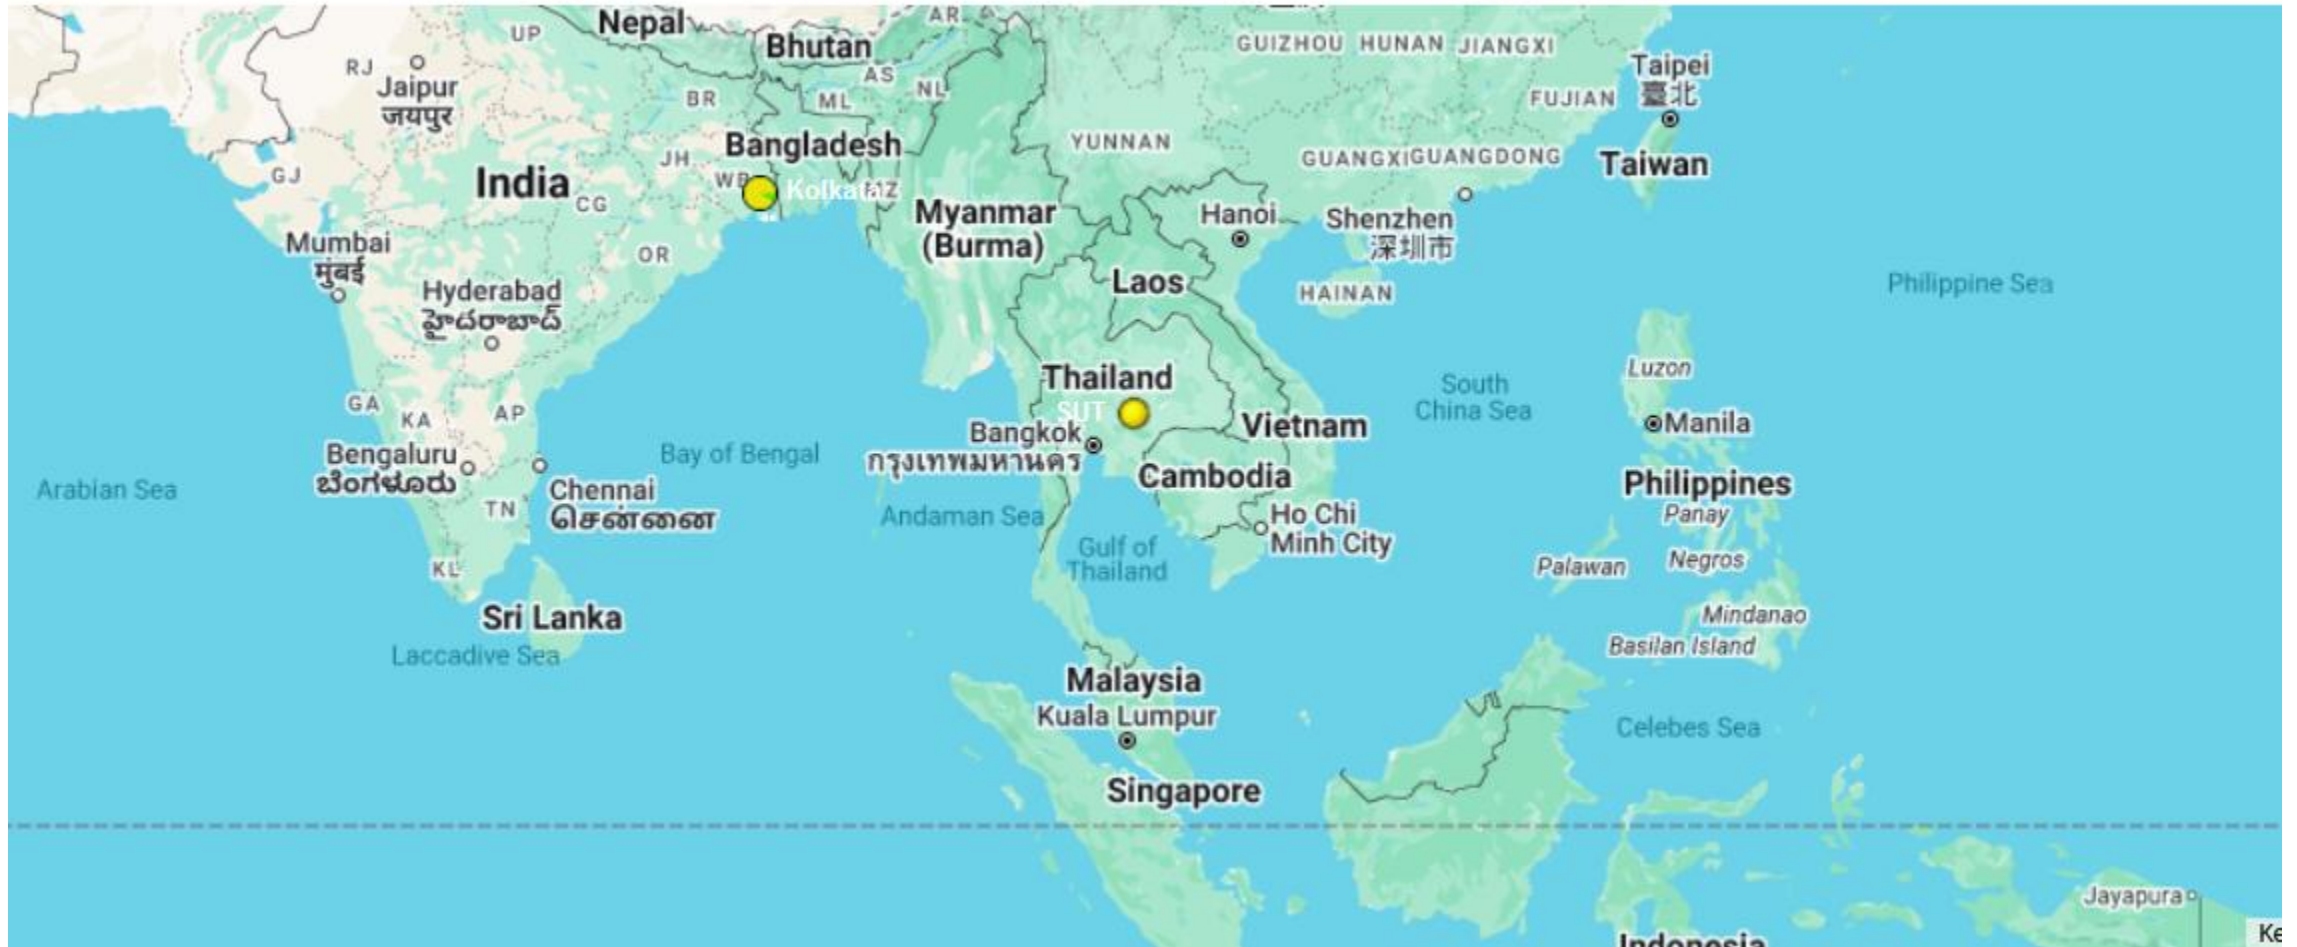 Nepal
UP
AR
Bhutan
GUIZHOU
HUNAN
JIANGXI
RJ
Jaipur
जयपुर
AS
Taipei
臺北
BR
ML
NL
FUJIAN
Bangladesh
YUNNAN
JH
GUANGXI
GUANGDONG
Taiwan
GJ
India
WB
Kolkata
MZ
CG
Myanmar
(Burma)
Hanoi
Shenzhen
深圳市
Mumbai
मुंबई
OR
Laos
Philippine Sea
Hyderabad
హైదరాబాద్
HAINAN
Thailand
Luzon
South
China Sea
GA
KA
AP
SUT
Bangkok
กรุงเทพมหานคร
Vietnam
Manila
Bengaluru
ಬೆಂಗಳೂರು
Bay of Bengal
Cambodia
Philippines
Arabian Sea
Chennai
சென்னை
TN
Andaman Sea
Ho Chi
Minh City
Panay
Gulf of
Thailand
KL
Palawan
Negros
Sri Lanka
Mindanao
Laccadive Sea
Basilan Island
Malaysia
Kuala Lumpur
Celebes Sea
Singapore
Jayapura
Indonesia
Ke